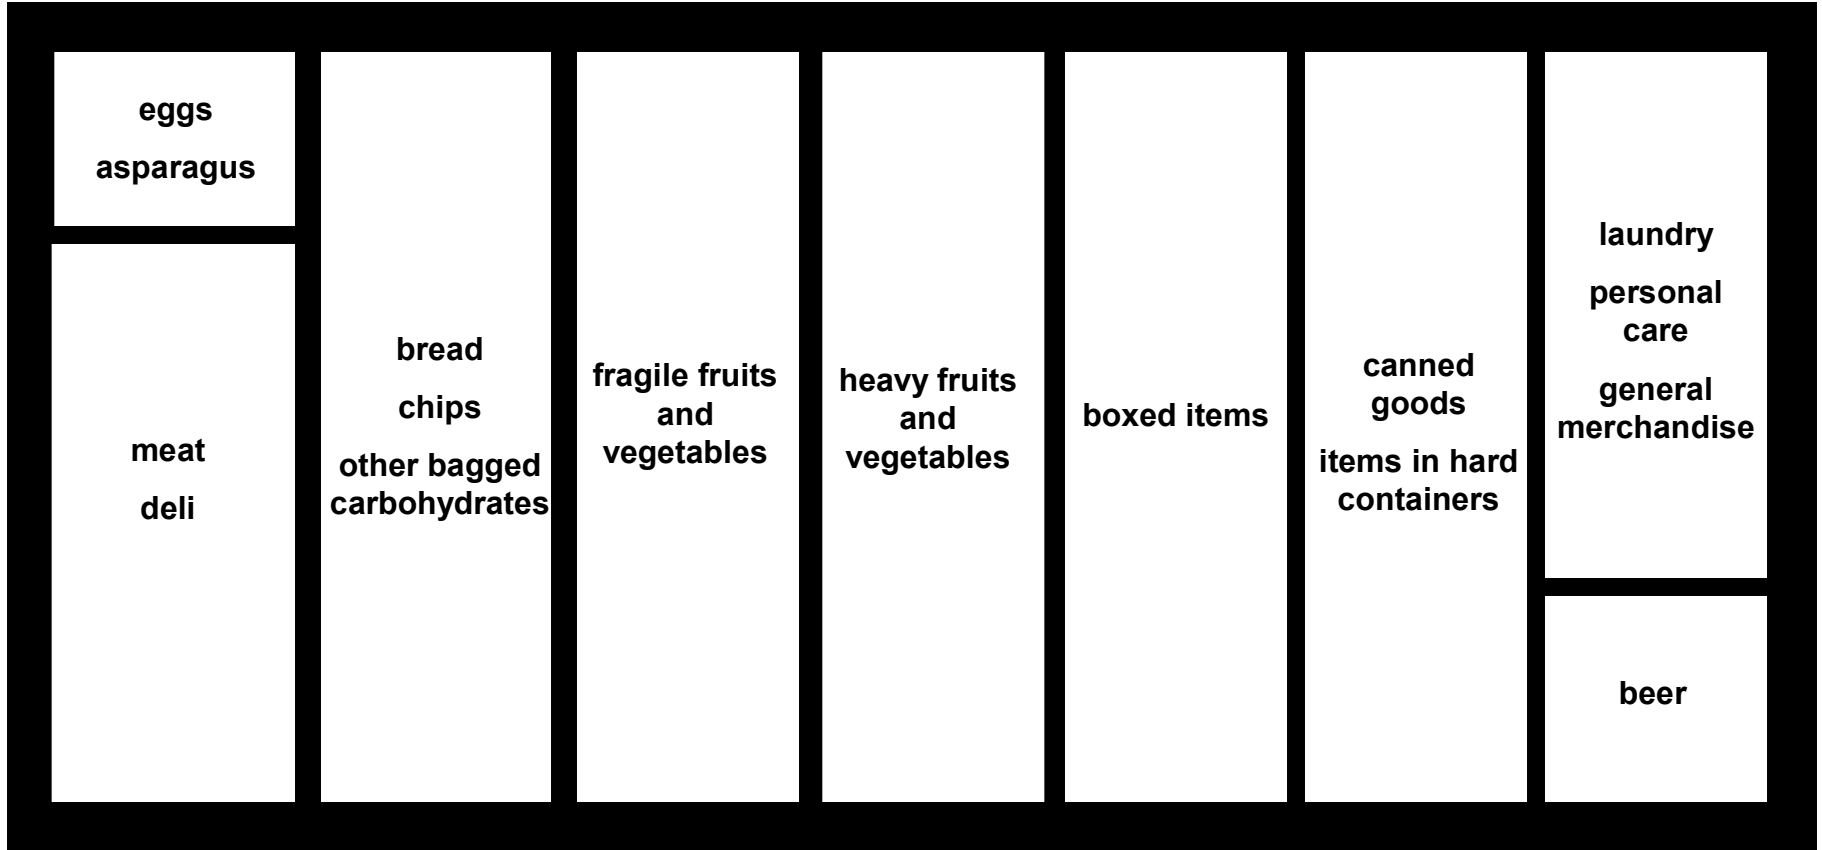 eggs
asparagus
meat
deli
bread
chips
other bagged
carbohydrates
fragile fruits
and
vegetables
heavy fruits
and
vegetables
boxed items
canned
goods
items in hard
containers
laundry
personal
care
general
merchandise
beer